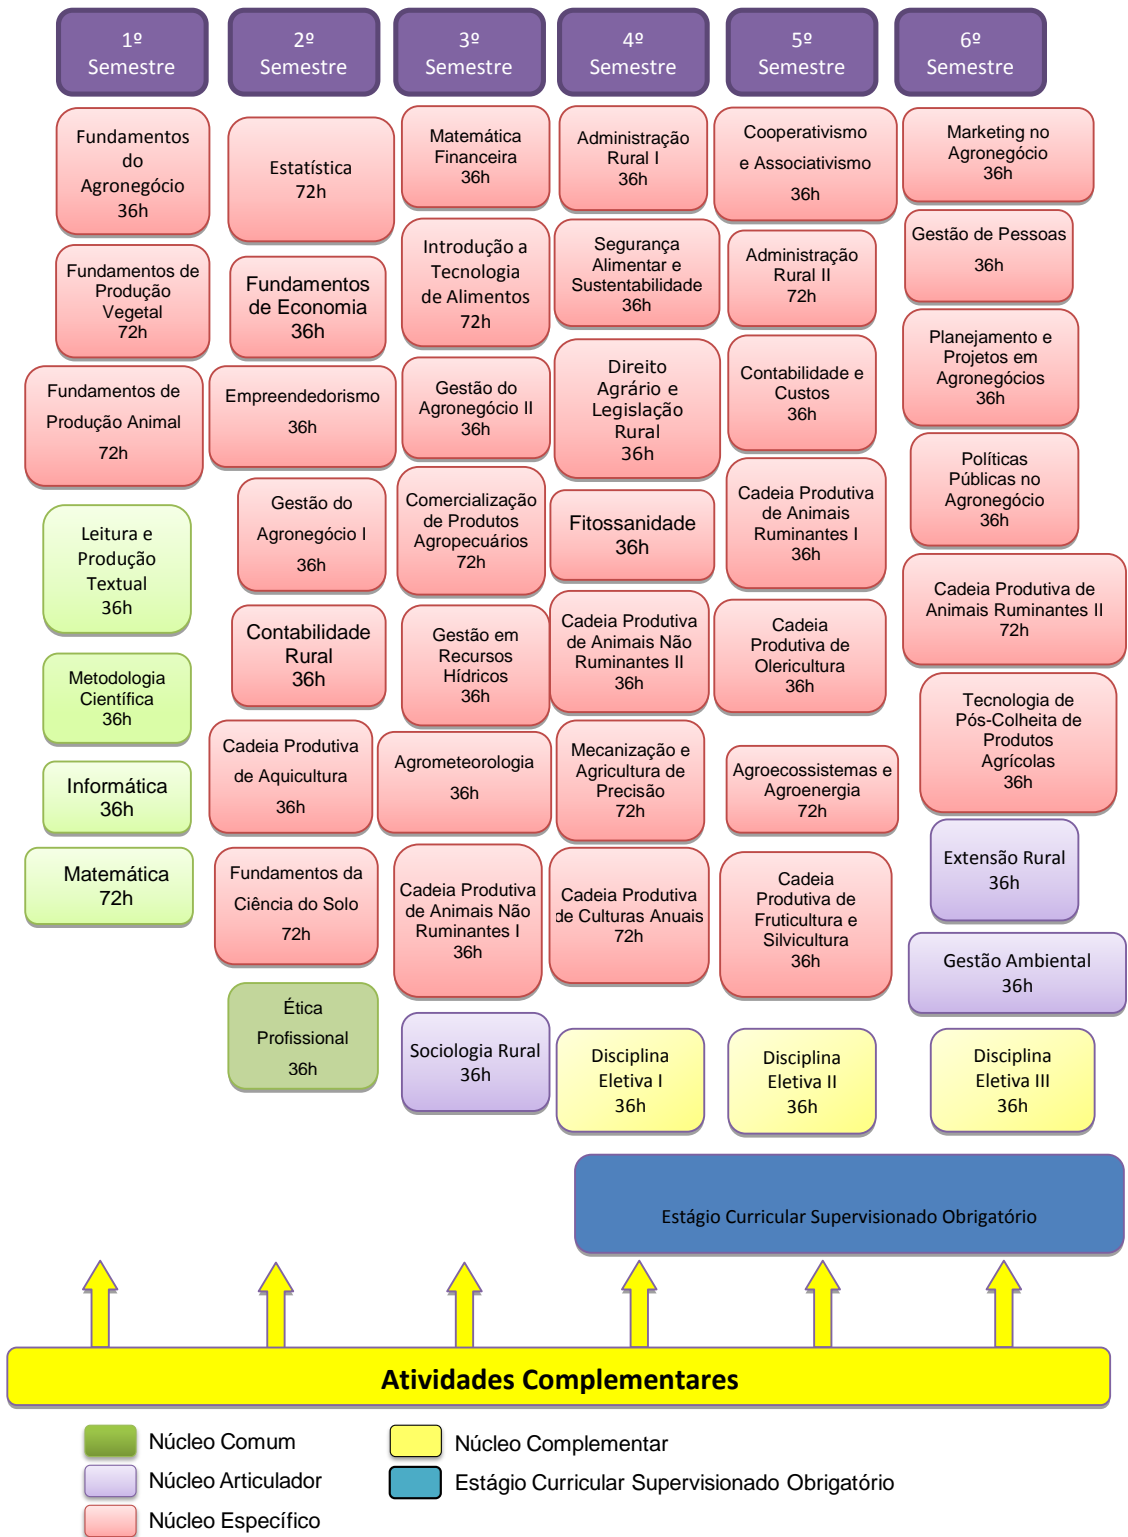 1º
Semestre
2º
Semestre
3º
Semestre
4º
Semestre
5º
Semestre
6º
Semestre
Fundamentos
do
Agronegócio
36h
Fundamentos de
Produção
Vegetal
72h
Fundamentos de
Produção Animal
72h
Leitura e
Produção
Textual
36h
Metodologia
Científica
36h
Informática
36h
Matemática
72h
Estatística
72h
Fundamentos
de Economia
36h
Empreendedorismo
36h
Gestão do
Agronegócio I
36h
Contabilidade
Rural
36h
Cadeia Produtiva
de Aquicultura
36h
Fundamentos da
Ciência do Solo
72h
Ética
Profissional
36h
Matemática
Financeira
36h
Introdução a
Tecnologia
de Alimentos
72h
Gestão do
Agronegócio II
36h
Comercialização
de Produtos
Agropecuários
72h
Gestão em
Recursos
Hídricos
36h
Agrometeorologia
36h
Cadeia Produtiva
de Animais Não
Ruminantes I
36h
Sociologia Rural
36h
Administração
Rural I
36h
Segurança
Alimentar e
Sustentabilidade
36h
Direito
Agrário e
Legislação
Rural
36h
Fitossanidade
36h
Cadeia Produtiva
de Animais Não
Ruminantes II
36h
Mecanização e
Agricultura de
Precisão
72h
Cadeia Produtiva
de Culturas Anuais
72h
Disciplina
Eletiva I
36h
Cooperativismo
e Associativismo
36h
Administração
Rural II
72h
Contabilidade e
Custos
36h
Cadeia Produtiva
de Animais
Ruminantes I
36h
Cadeia
Produtiva de
Olericultura
36h
Agroecossistemas e
Agroenergia
72h
Cadeia
Produtiva de
Fruticultura e
Silvicultura
36h
Disciplina
Eletiva II
36h
Marketing no
Agronegócio
36h
Gestão de Pessoas
36h
Planejamento e
Projetos em
Agronegócios
36h
Políticas
Públicas no
Agronegócio
36h
Cadeia Produtiva de
Animais Ruminantes II
72h
Tecnologia de
Pós-Colheita de
Produtos
Agrícolas
36h
Extensão Rural
36h
Gestão Ambiental
36h
Disciplina
Eletiva III
36h
Estágio Curricular Supervisionado Obrigatório
Atividades Complementares
Núcleo Comum
Núcleo Articulador
Núcleo Específico
Núcleo Complementar
Estágio Curricular Supervisionado Obrigatório